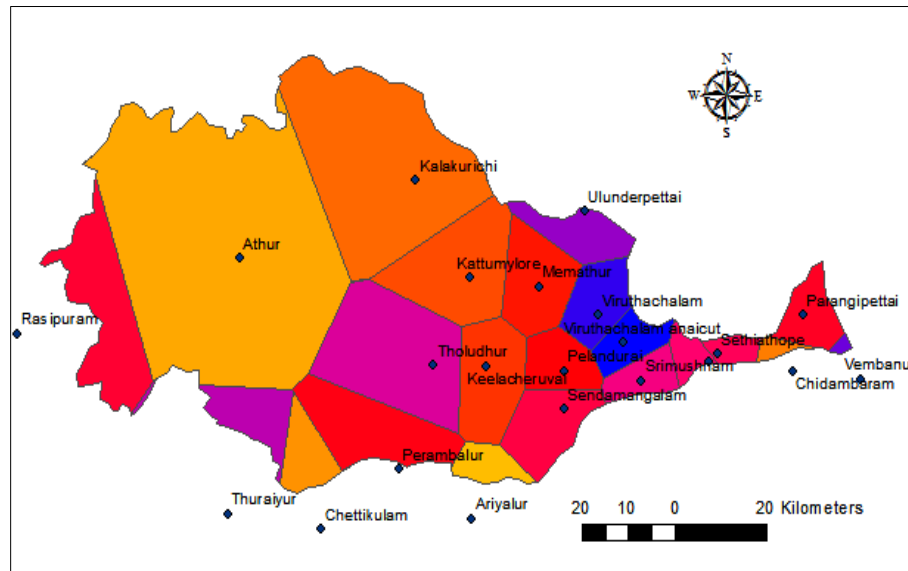 N
W E
S
Kalakurichi
Ulunderpettai
Athur
Kattumylore
Memathur
Viruthachalam
Parangipettai
Rasipuram
Viruthachalam anaicut
Sethiathope
Tholudhur
Pelandurai
Keelacheruval
Srimushnam
Vembanu
Chidambaram
Sendamangalam
Perambalur
Thuraiyur
Ariyalur
Chettikulam
20 10 0 20 Kilometers